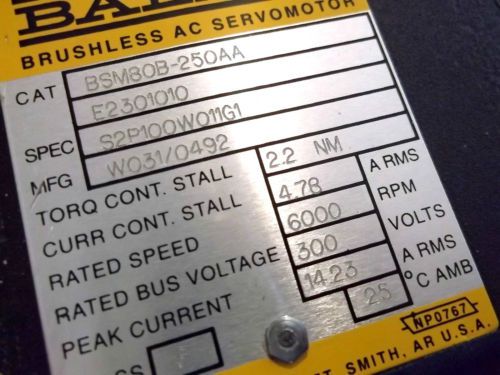 BRUSHLESS AC SERVOMOTOR
CAT BSM80B-250AA
E2301010
SPEC S2P100W011G1
MFG W031/0492
TORQ CONT. STALL 2.2 NM
CURR CONT. STALL 4.78 A RMS
RATED SPEED 6000 RPM
RATED BUS VOLTAGE 300 VOLTS
PEAK CURRENT 14.23 A RMS
25 °C AMB
NP0767
SMITH, AR U.S.A.